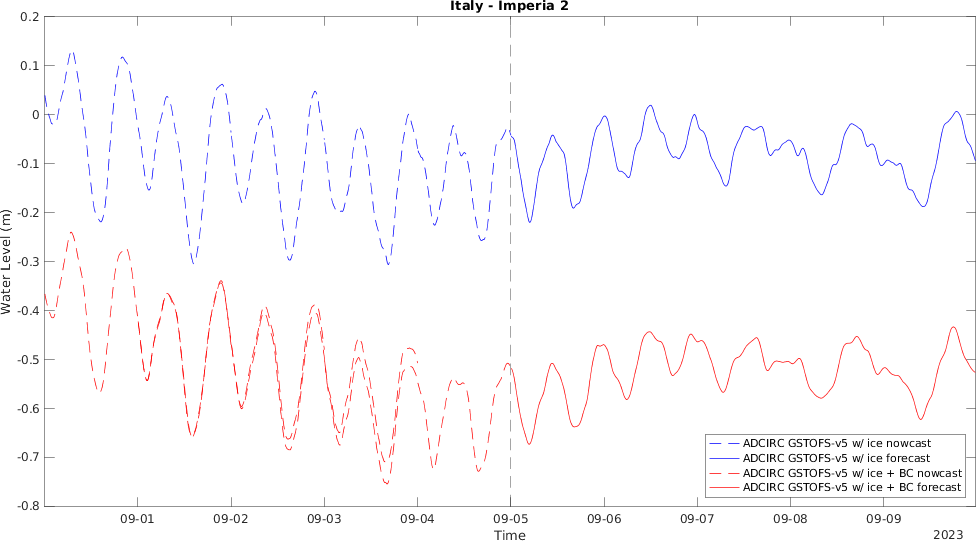 Italy - Imperia 2
Water Level (m)
0.2
0.1
0
-0.1
-0.2
-0.3
-0.4
-0.5
-0.6
-0.7
-0.8
ADCIRC GSTOFS-v5 w/ ice nowcast
ADCIRC GSTOFS-v5 w/ ice forecast
ADCIRC GSTOFS-v5 w/ ice + BC nowcast
ADCIRC GSTOFS-v5 w/ ice + BC forecast
09-01 09-02 09-03 09-04 09-05 09-06 09-07 09-08 09-09
Time
2023